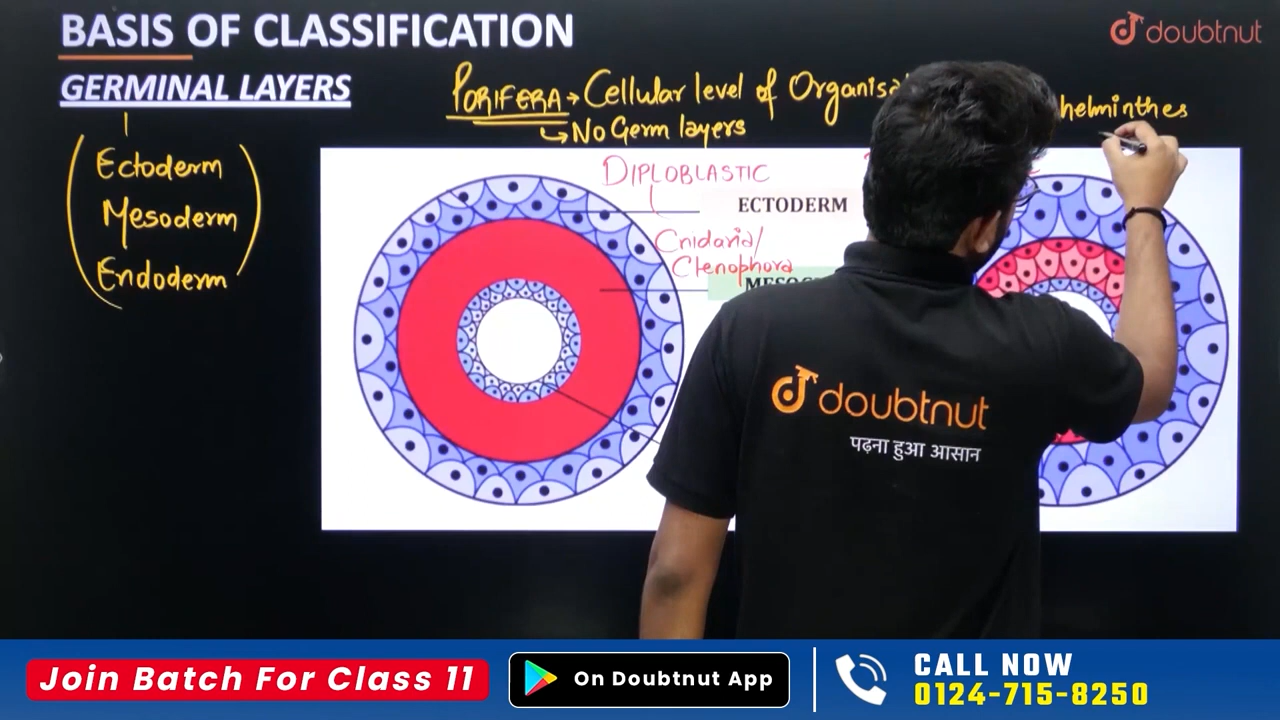 BASIS OF CLASSIFICATION
doubtnut
GERMINAL LAYERS
PORIFERA → Cellular level of
helminthes
↳ No Germ layers
Ectoderm
Mesoderm
Endoderm
DIPLOBLASTIC
ECTODERM
Cnidaria/
Ctenophora
doubtnut
पढ़ना हुआ आसान
Join Batch For Class 11
On Doubtnut App
CALL NOW
0124-715-8250